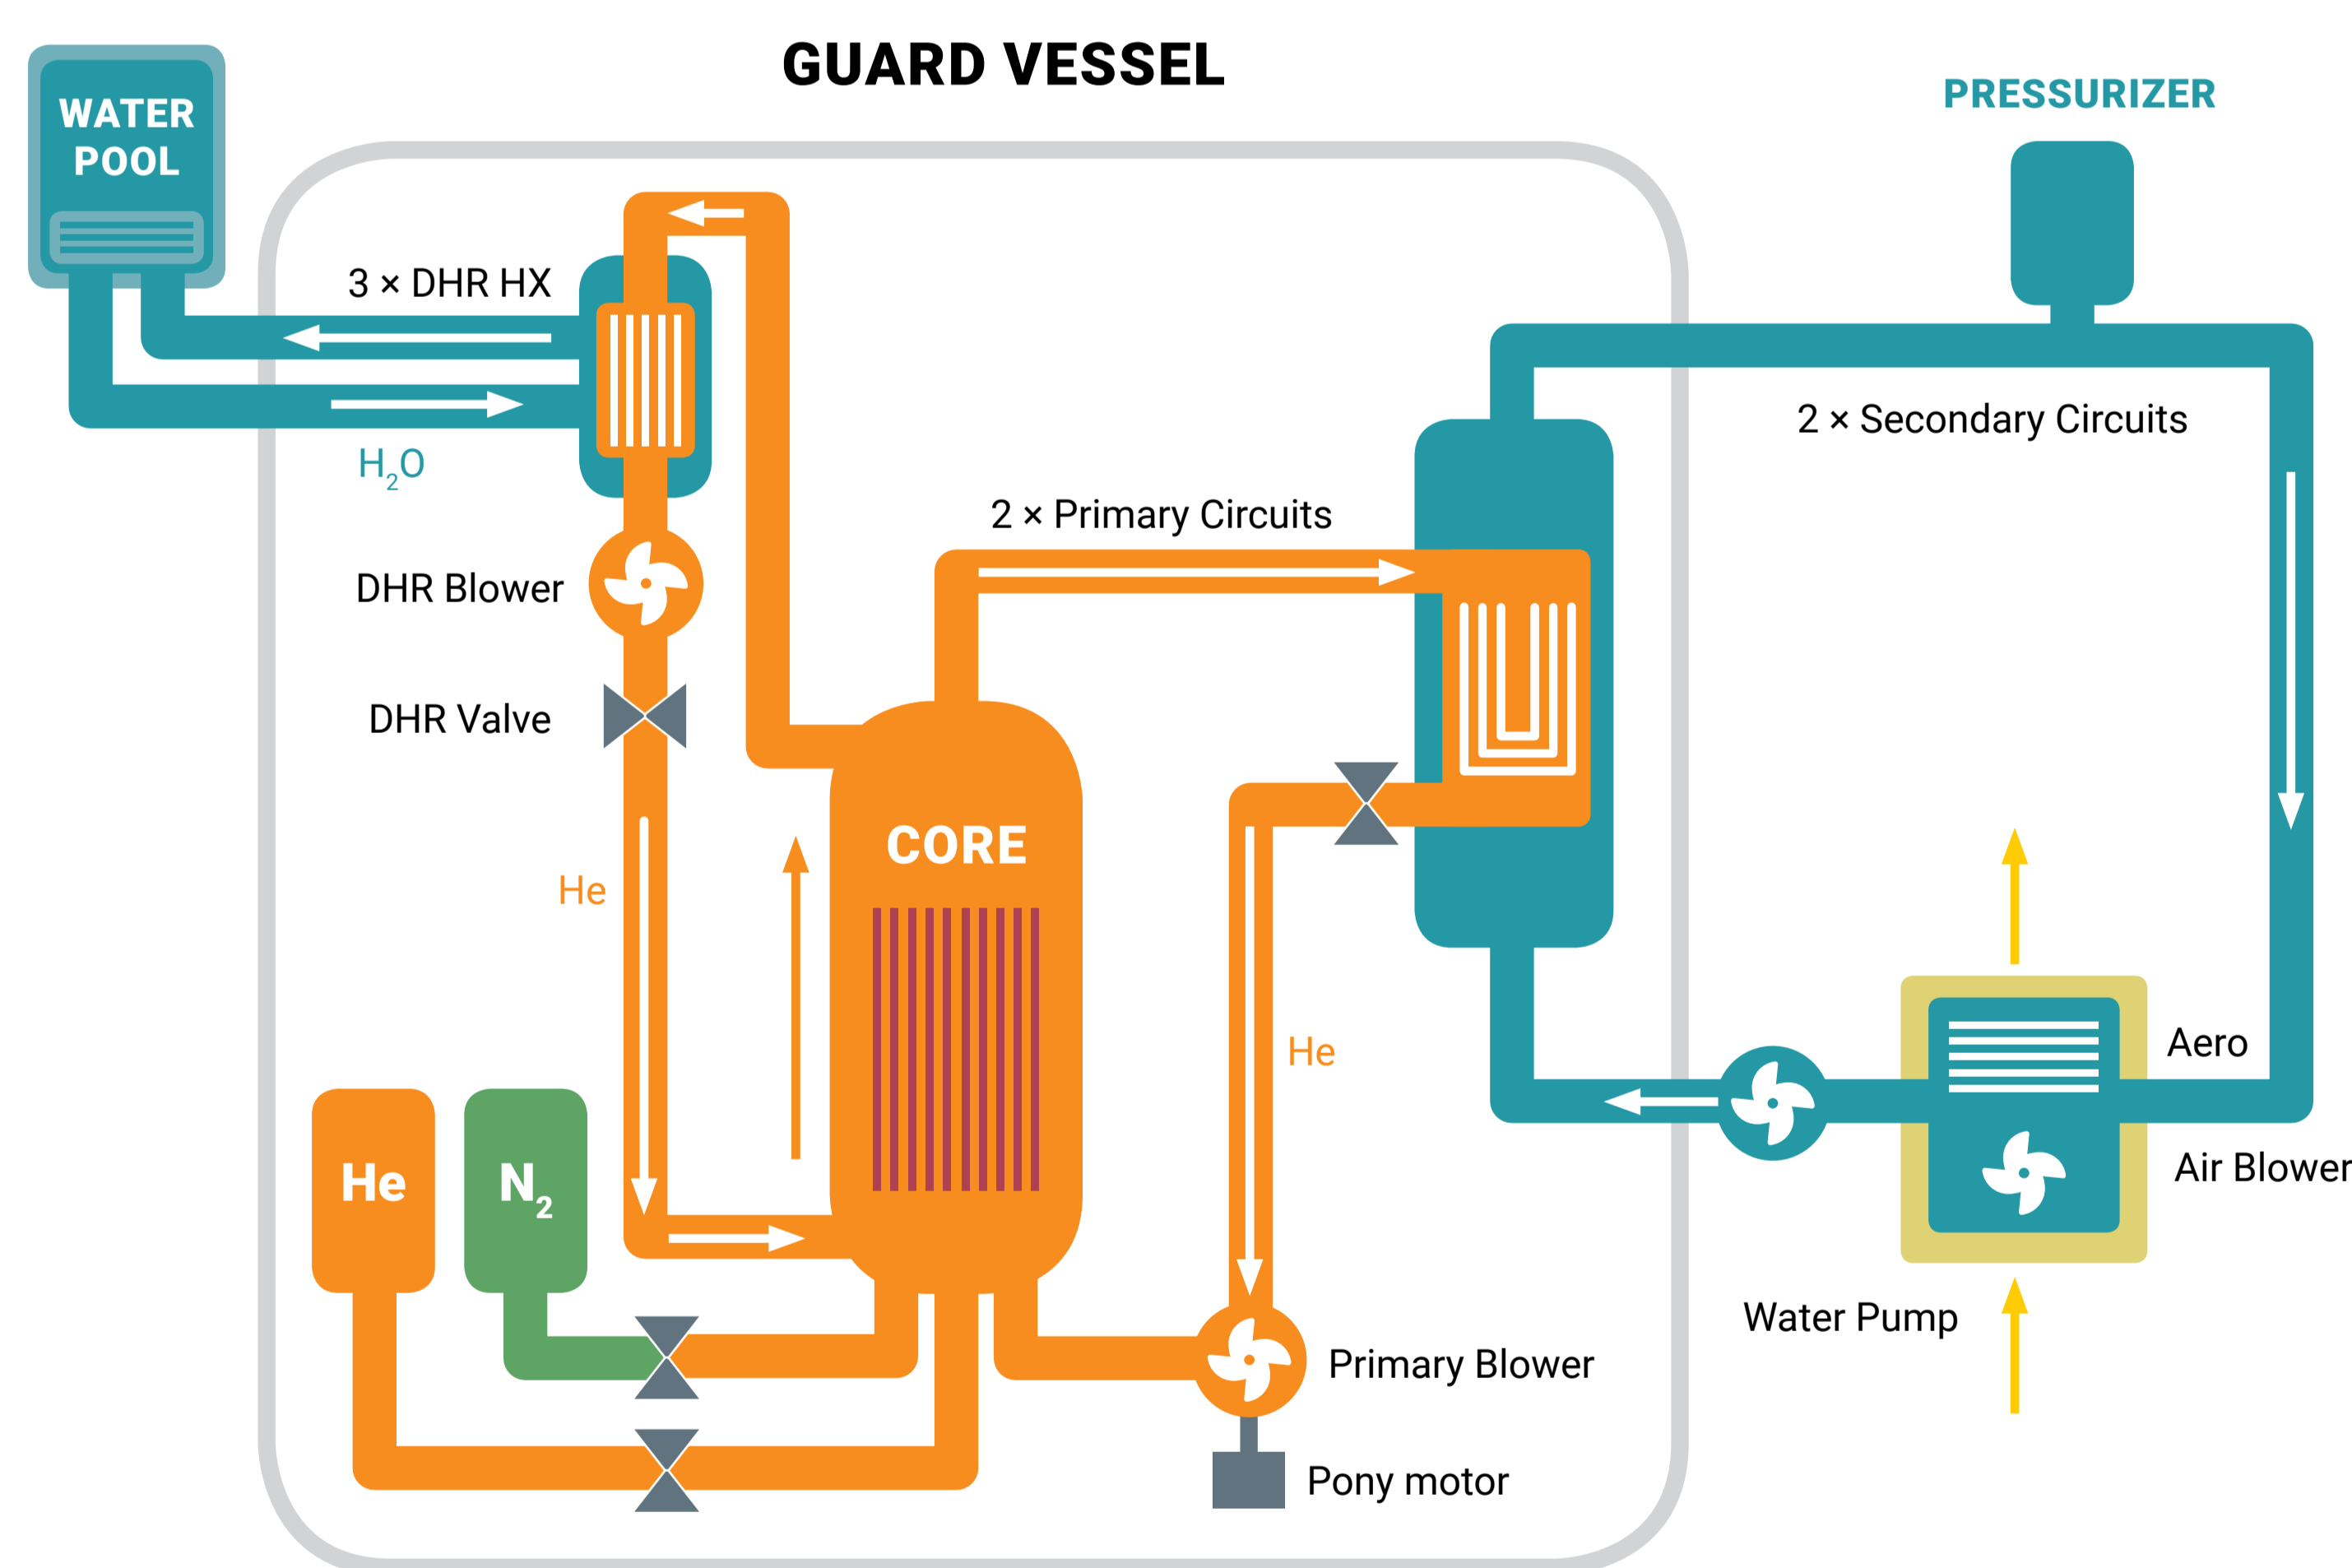 GUARD VESSEL
PRESSURIZER
WATER
POOL
3 × DHR HX
H₂O
2 × Secondary Circuits
2 × Primary Circuits
DHR Blower
DHR Valve
CORE
He
He
Aero
He
N₂
Air Blower
Water Pump
Primary Blower
Pony motor